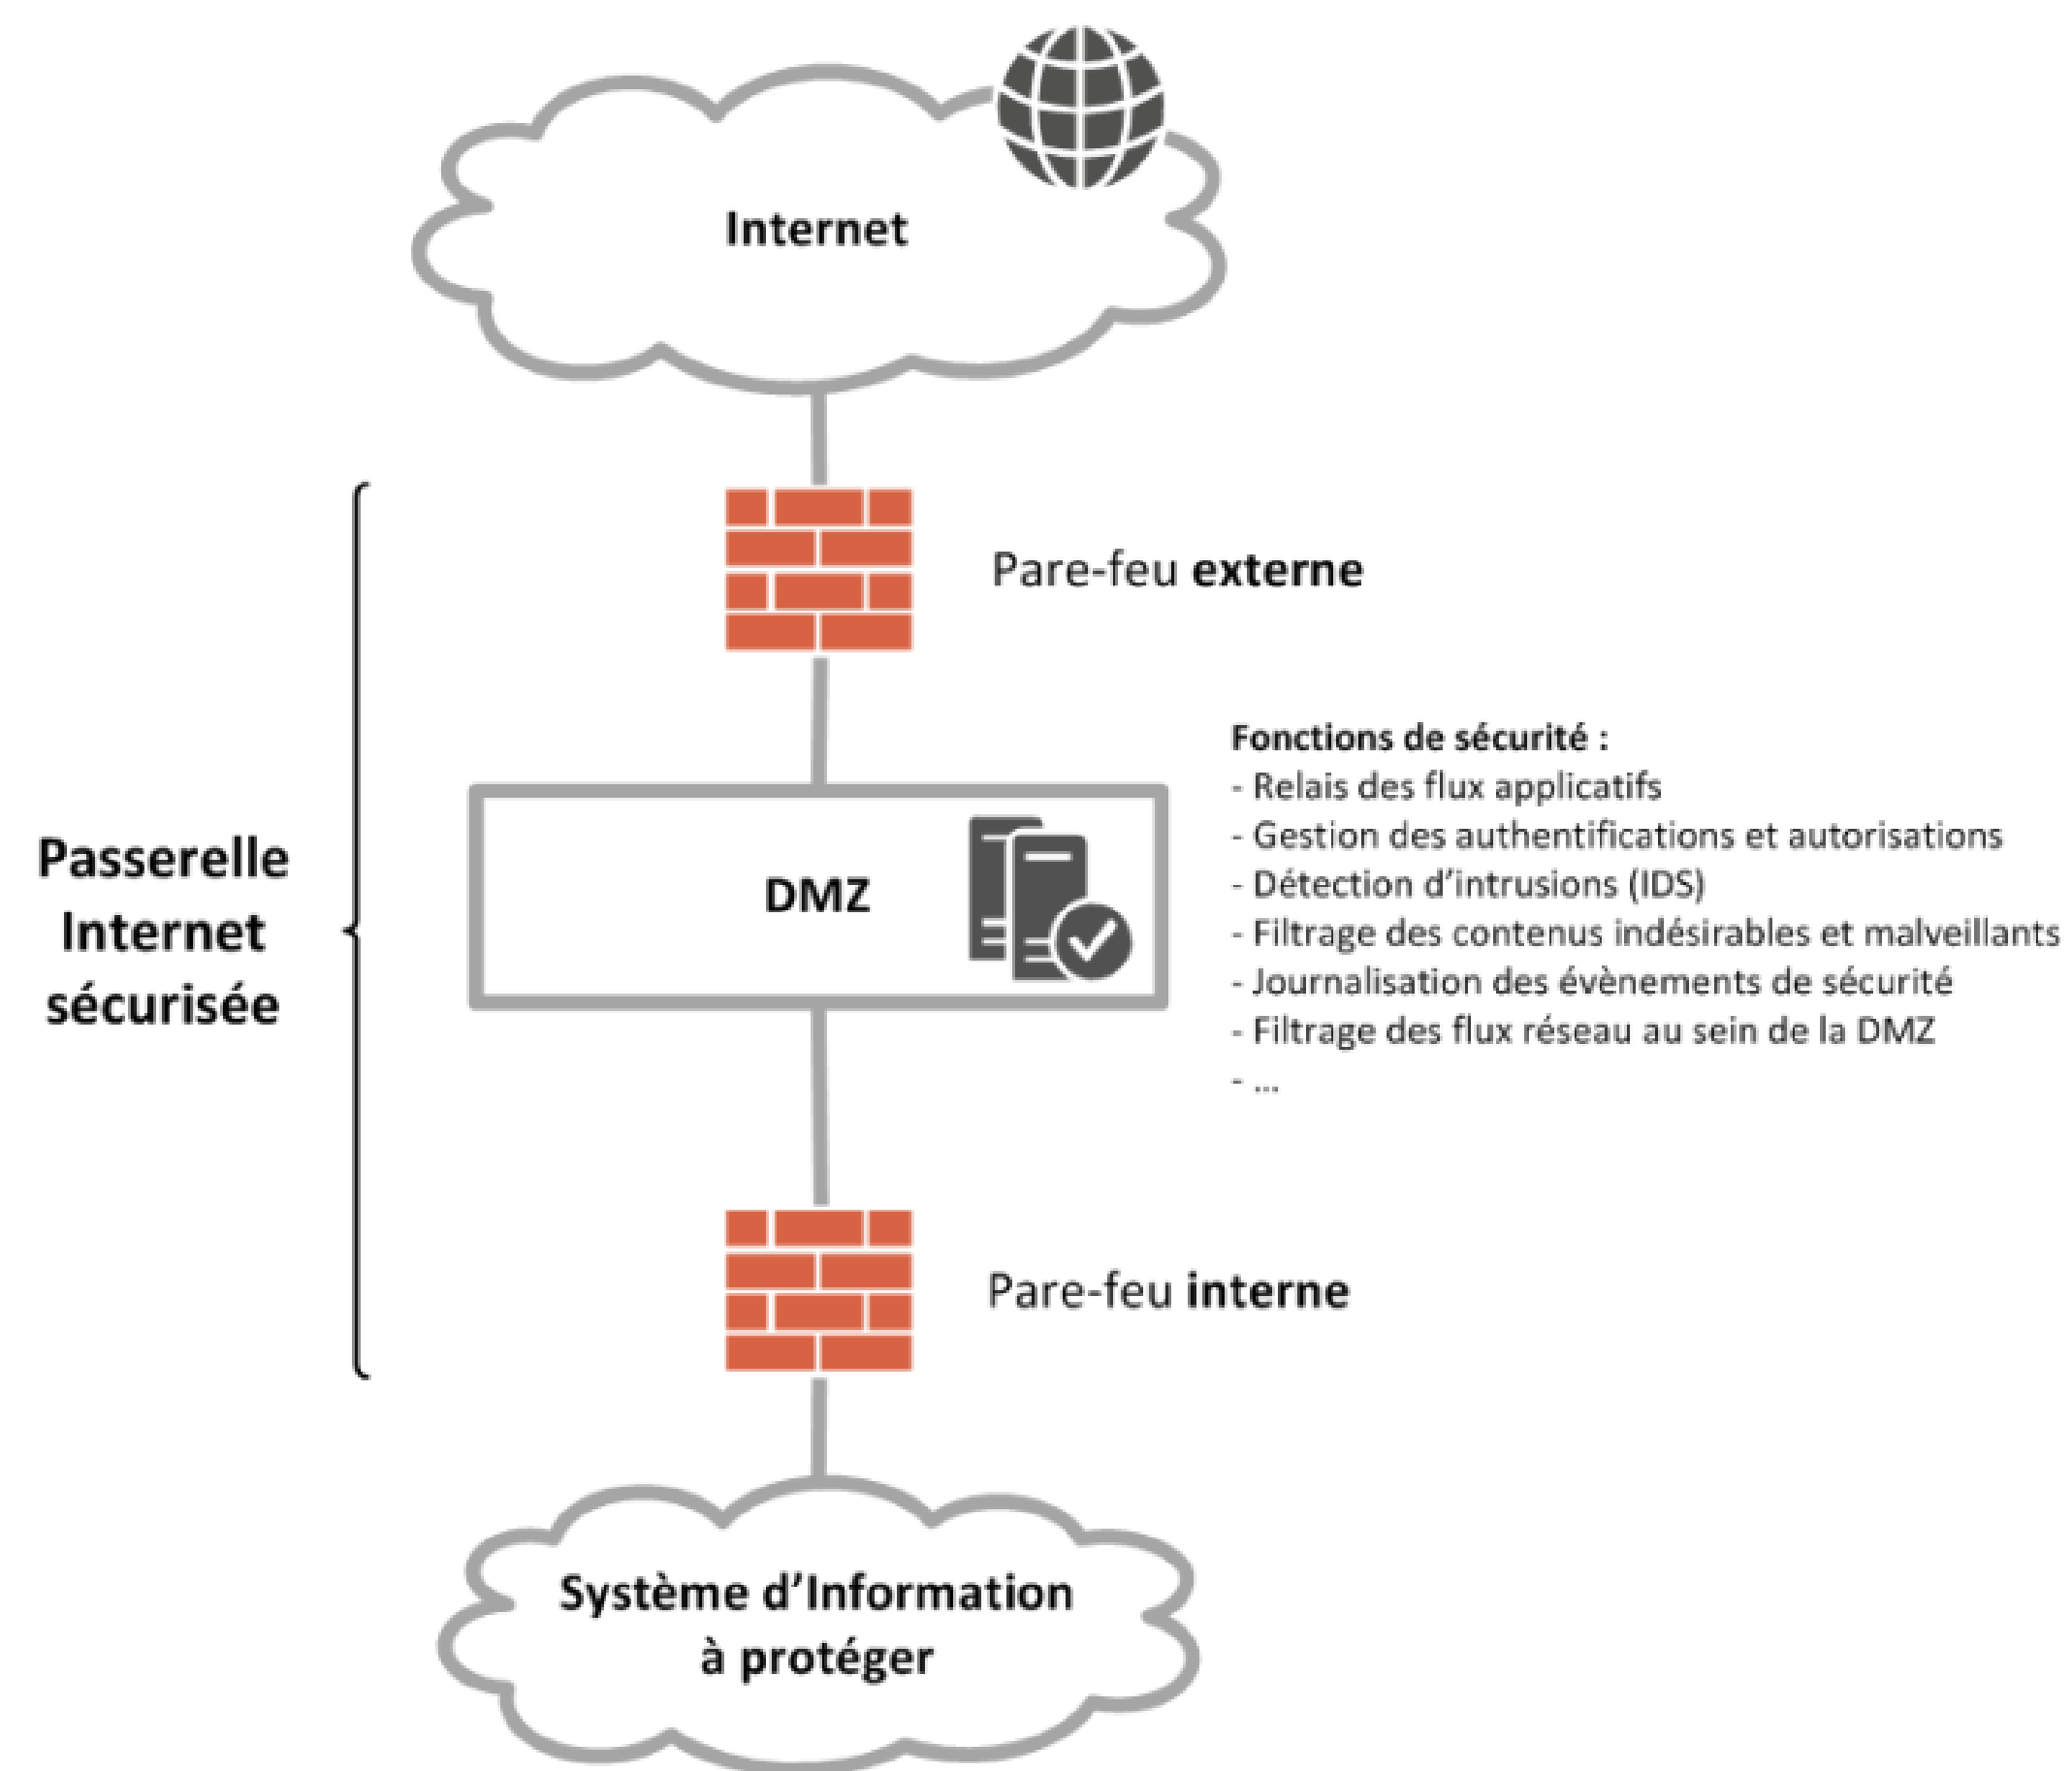 Internet
Pare-feu externe
Fonctions de sécurité :
- Relais des flux applicatifs
- Gestion des authentifications et autorisations
- Détection d’intrusions (IDS)
- Filtrage des contenus indésirables et malveillants
- Journalisation des évènements de sécurité
- Filtrage des flux réseau au sein de la DMZ
- ...
Passerelle
Internet
sécurisée
DMZ
Pare-feu interne
Système d’Information
à protéger